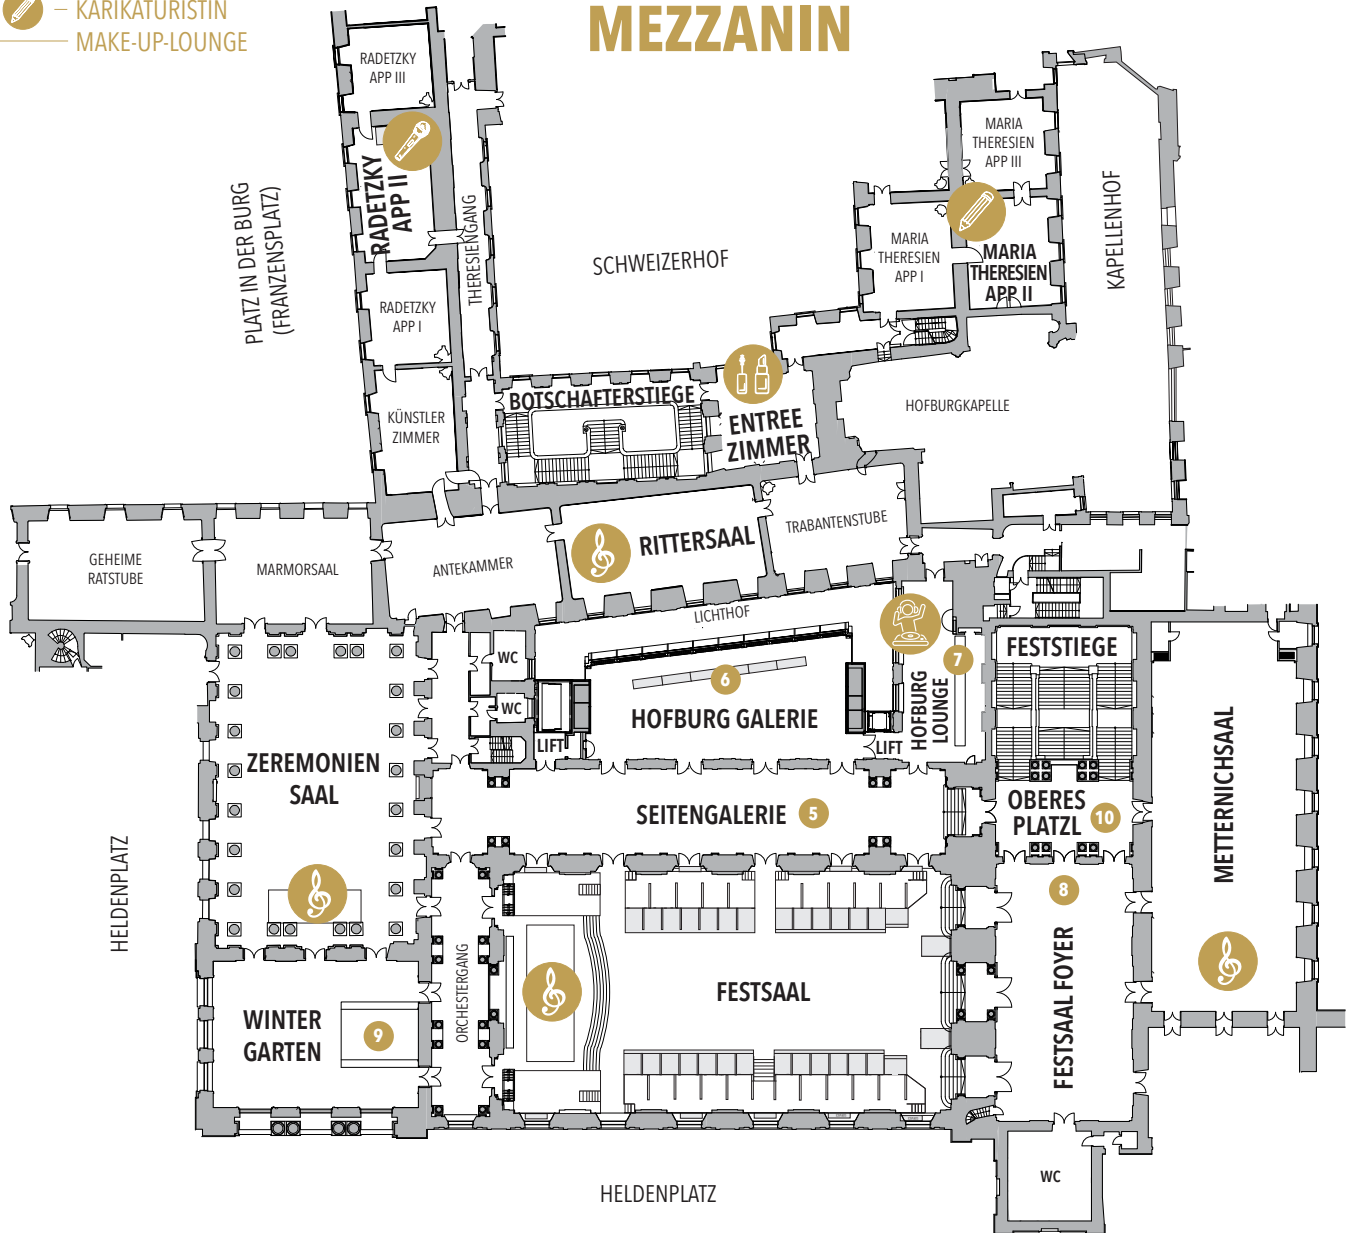 KARIKATURISTIN
MAKE-UP-LOUNGE
MEZZANIN
RADETZKY
APP III
RADETZKY
APP II
THERESIENGANG
PLATZ IN DER BURG
(FRANZENSPLATZ)
RADETZKY
APP I
KÜNSTLER
ZIMMER
SCHWEIZERHOF
MARIA
THERESIEN
APP III
MARIA
THERESIEN
APP I
MARIA
THERESIEN
APP II
KAPELLENHOF
BOTSCHAFTERSTIEGE
ENTREE
ZIMMER
HOFBURGKAPELLE
GEHEIME
RATSTUBE
MARMORSAAL
ANTEKAMMER
RITTERSAAL
TRABANTENSTUBE
LICHTHOF
WC
WC
LIFT
6
HOFBURG GALERIE
LIFT
HOFBURG
LOUNGE
7
FESTSTIEGE
ZEREMONIEN
SAAL
SEITENGALERIE
5
OBERES
PLATZL
10
METTERNICHSAAL
HELDENPLATZ
8
ORCHESTERGANG
FESTSAAL
FESTSAAL FOYER
WINTER
GARTEN
9
WC
HELDENPLATZ